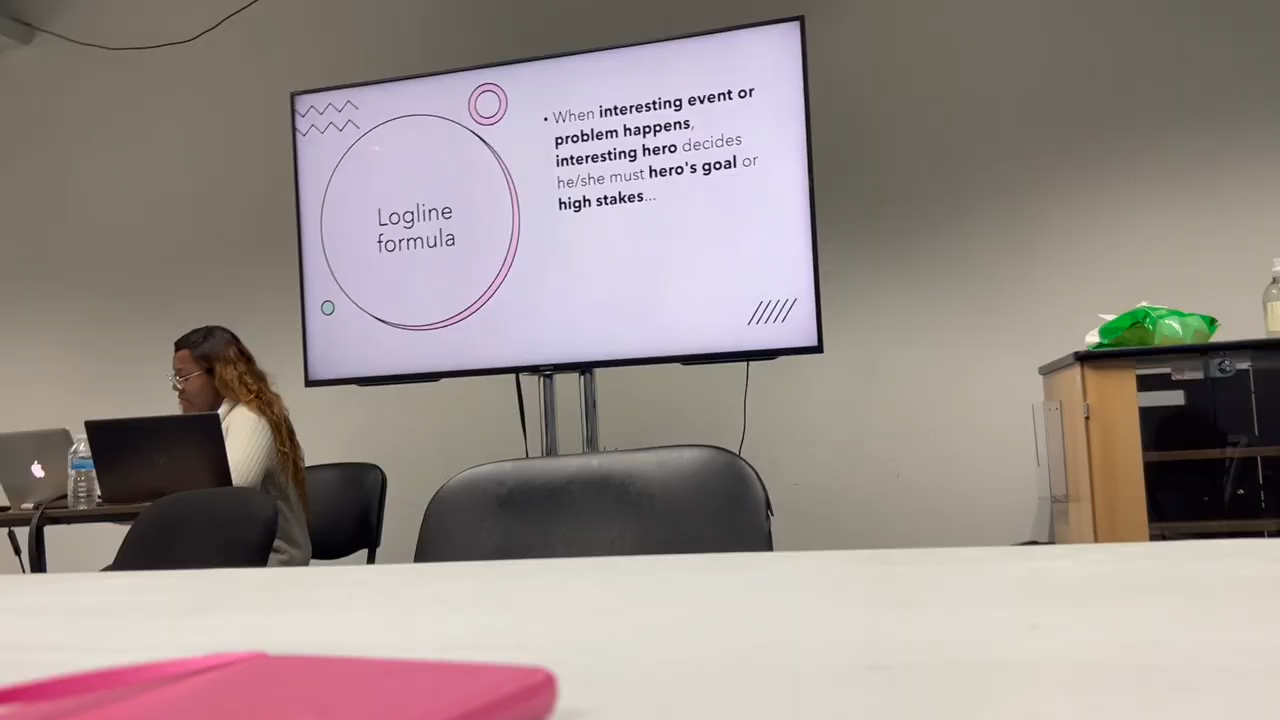 Logline
formula
• When interesting event or
problem happens,
interesting hero decides
he/she must hero's goal or
high stakes...